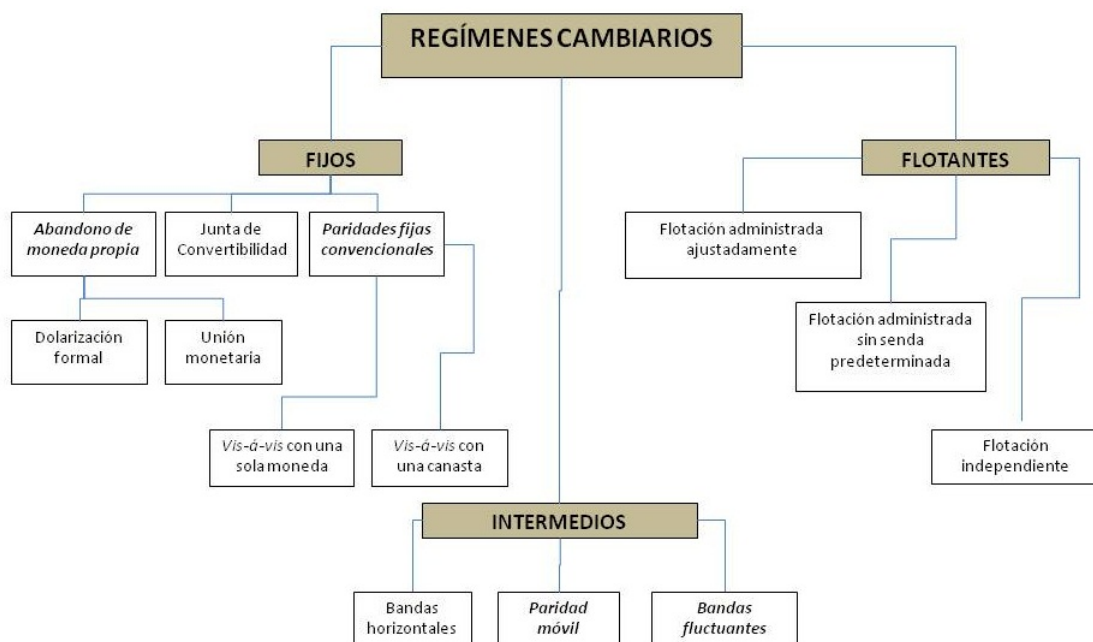 REGÍMENES CAMBIARIOS
FIJOS
FLOTANTES
Abandono de
moneda propia
Junta de
Convertibilidad
Paridades fijas
convencionales
Flotación administrada
ajustadamente
Dolarización
formal
Unión
monetaria
Flotación administrada
sin senda
predeterminada
Vis-á-vis con una
sola moneda
Vis-á-vis con
una canasta
Flotación
independiente
INTERMEDIOS
Bandas
horizontales
Paridad
móvil
Bandas
fluctuantes